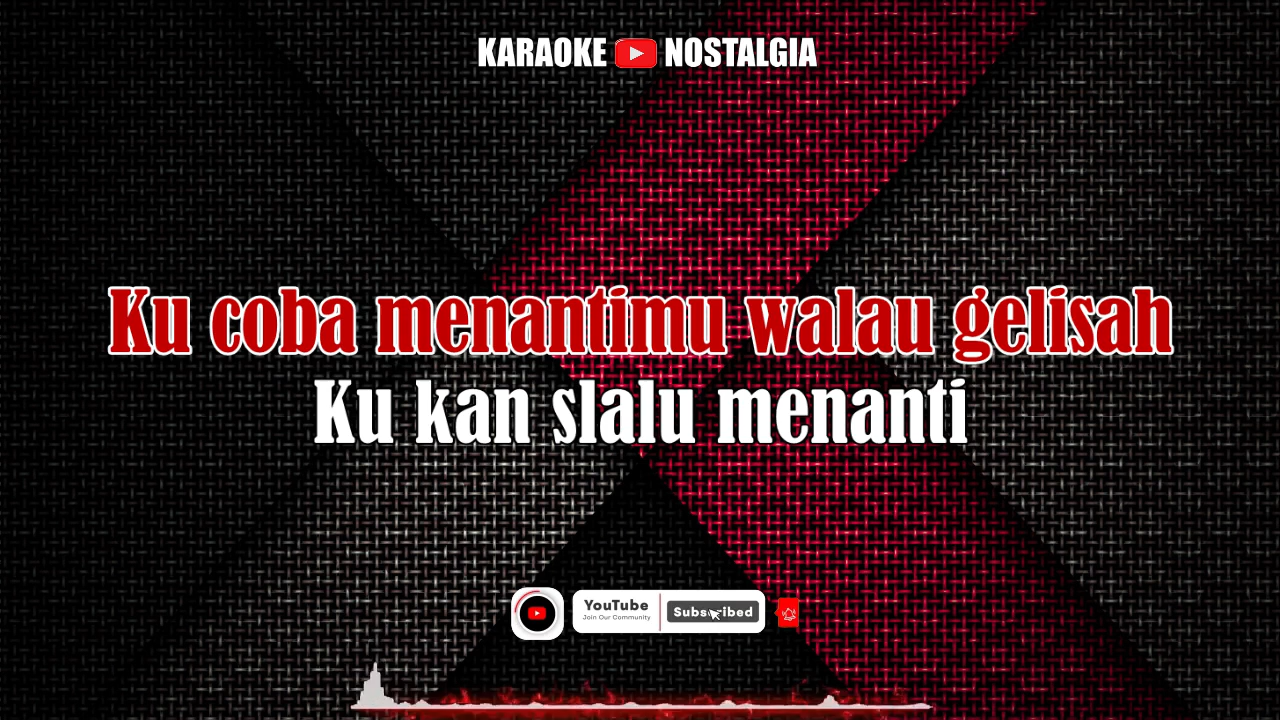 KARAOKE NOSTALGIA
Ku coba menantimu walau gelisah
Ku kan slalu menanti
YouTube
Join Our Community
Subscribed